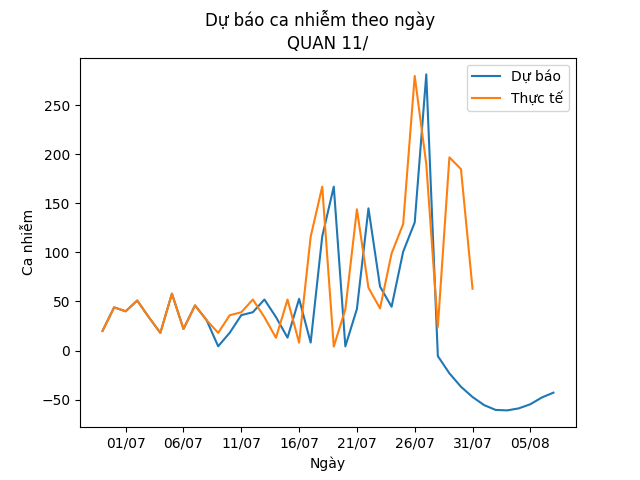 Dự báo ca nhiễm theo ngày
QUAN 11/
Dự báo
Thực tế
Ca nhiễm
250
200
150
100
50
0
−50
01/07 06/07 11/07 16/07 21/07 26/07 31/07 05/08
Ngày